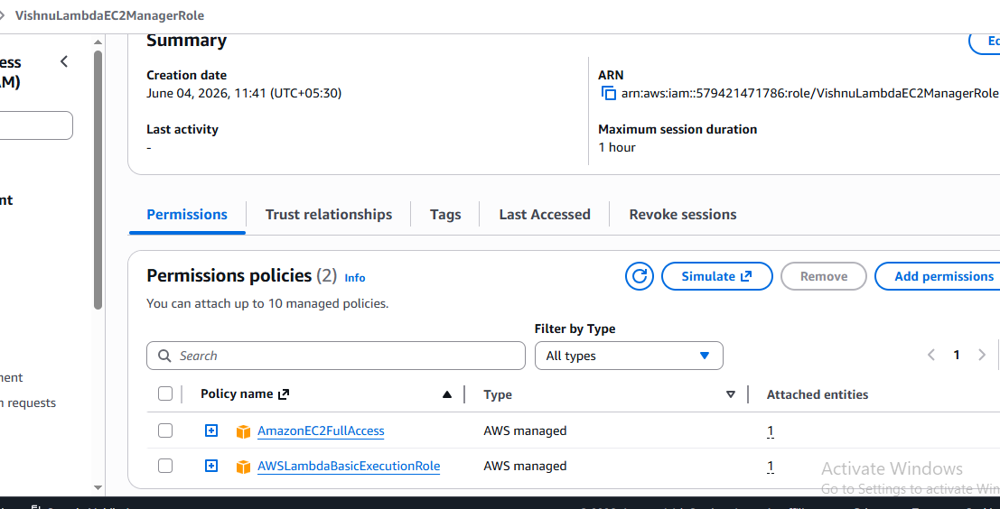 VishnuLambdaEC2ManagerRole
Summary
Ed
ess
AM)
Creation date
June 04, 2026, 11:41 (UTC+05:30)
ARN
arn:aws:iam::579421471786:role/VishnuLambdaEC2ManagerRole
Last activity
-
Maximum session duration
1 hour
nt
Permissions
Trust relationships
Tags
Last Accessed
Revoke sessions
Permissions policies (2) Info
Simulate
Remove
Add permissions
You can attach up to 10 managed policies.
Filter by Type
Search
All types
1
Policy name
Type
Attached entities
n requests
AmazonEC2FullAccess
AWS managed
1
AWSLambdaBasicExecutionRole
AWS managed
1
Activate Windows
Go to Settings to activate Win